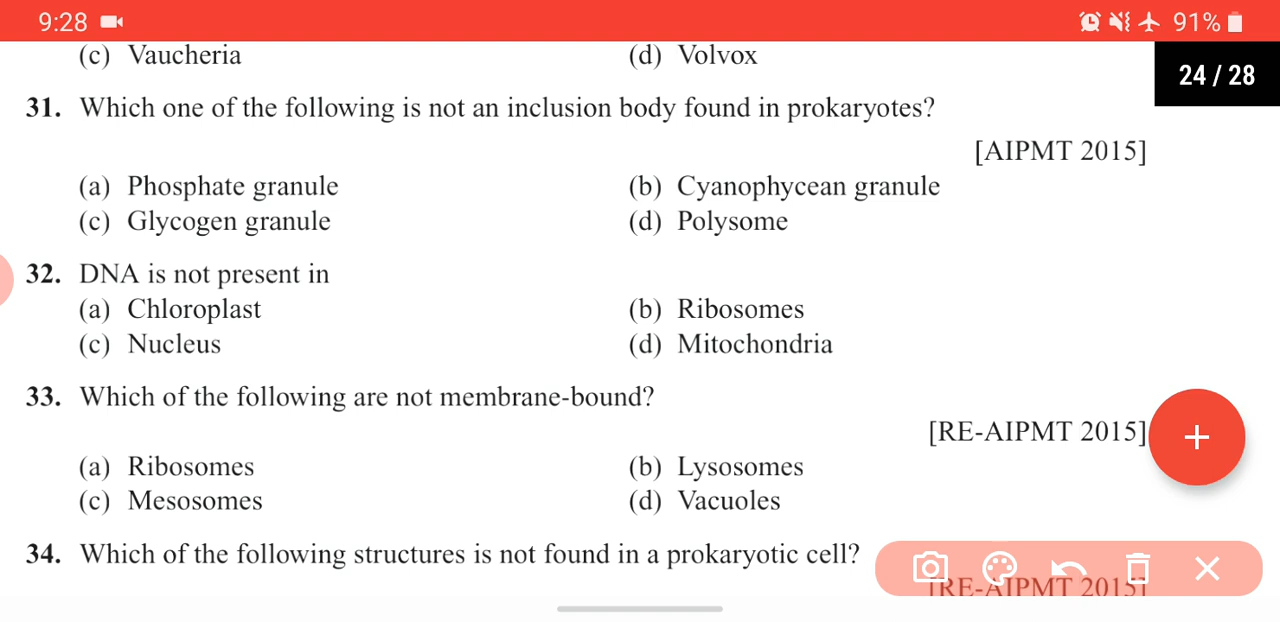 9:28 91%
(c) Vaucheria (d) Volvox
24 / 28
31. Which one of the following is not an inclusion body found in prokaryotes?
[AIPMT 2015]
(a) Phosphate granule (b) Cyanophycean granule
(c) Glycogen granule (d) Polysome
32. DNA is not present in
(a) Chloroplast (b) Ribosomes
(c) Nucleus (d) Mitochondria
33. Which of the following are not membrane-bound?
[RE-AIPMT 2015]
(a) Ribosomes (b) Lysosomes
(c) Mesosomes (d) Vacuoles
34. Which of the following structures is not found in a prokaryotic cell?
[RE-AIPMT 2015]